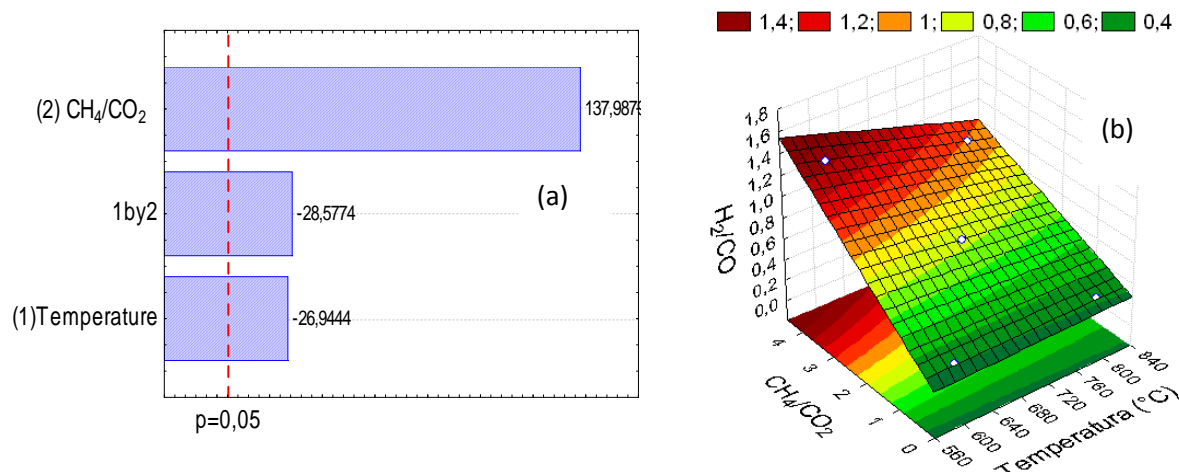 (2) CH₄/CO₂
137,9879
1by2
-28,5774
(a)
(1)Temperature
-26,9444
p=0,05
1,4; 1,2; 1; 0,8; 0,6; 0,4
(b)
1,8
1,6
1,4
1,2
1,0
0,8
0,6
0,4
0,2
0,0
H₂/CO
4
3
2
1
0
CH₄/CO₂
560
600
640
680
720
760
800
840
Temperatura (°C)